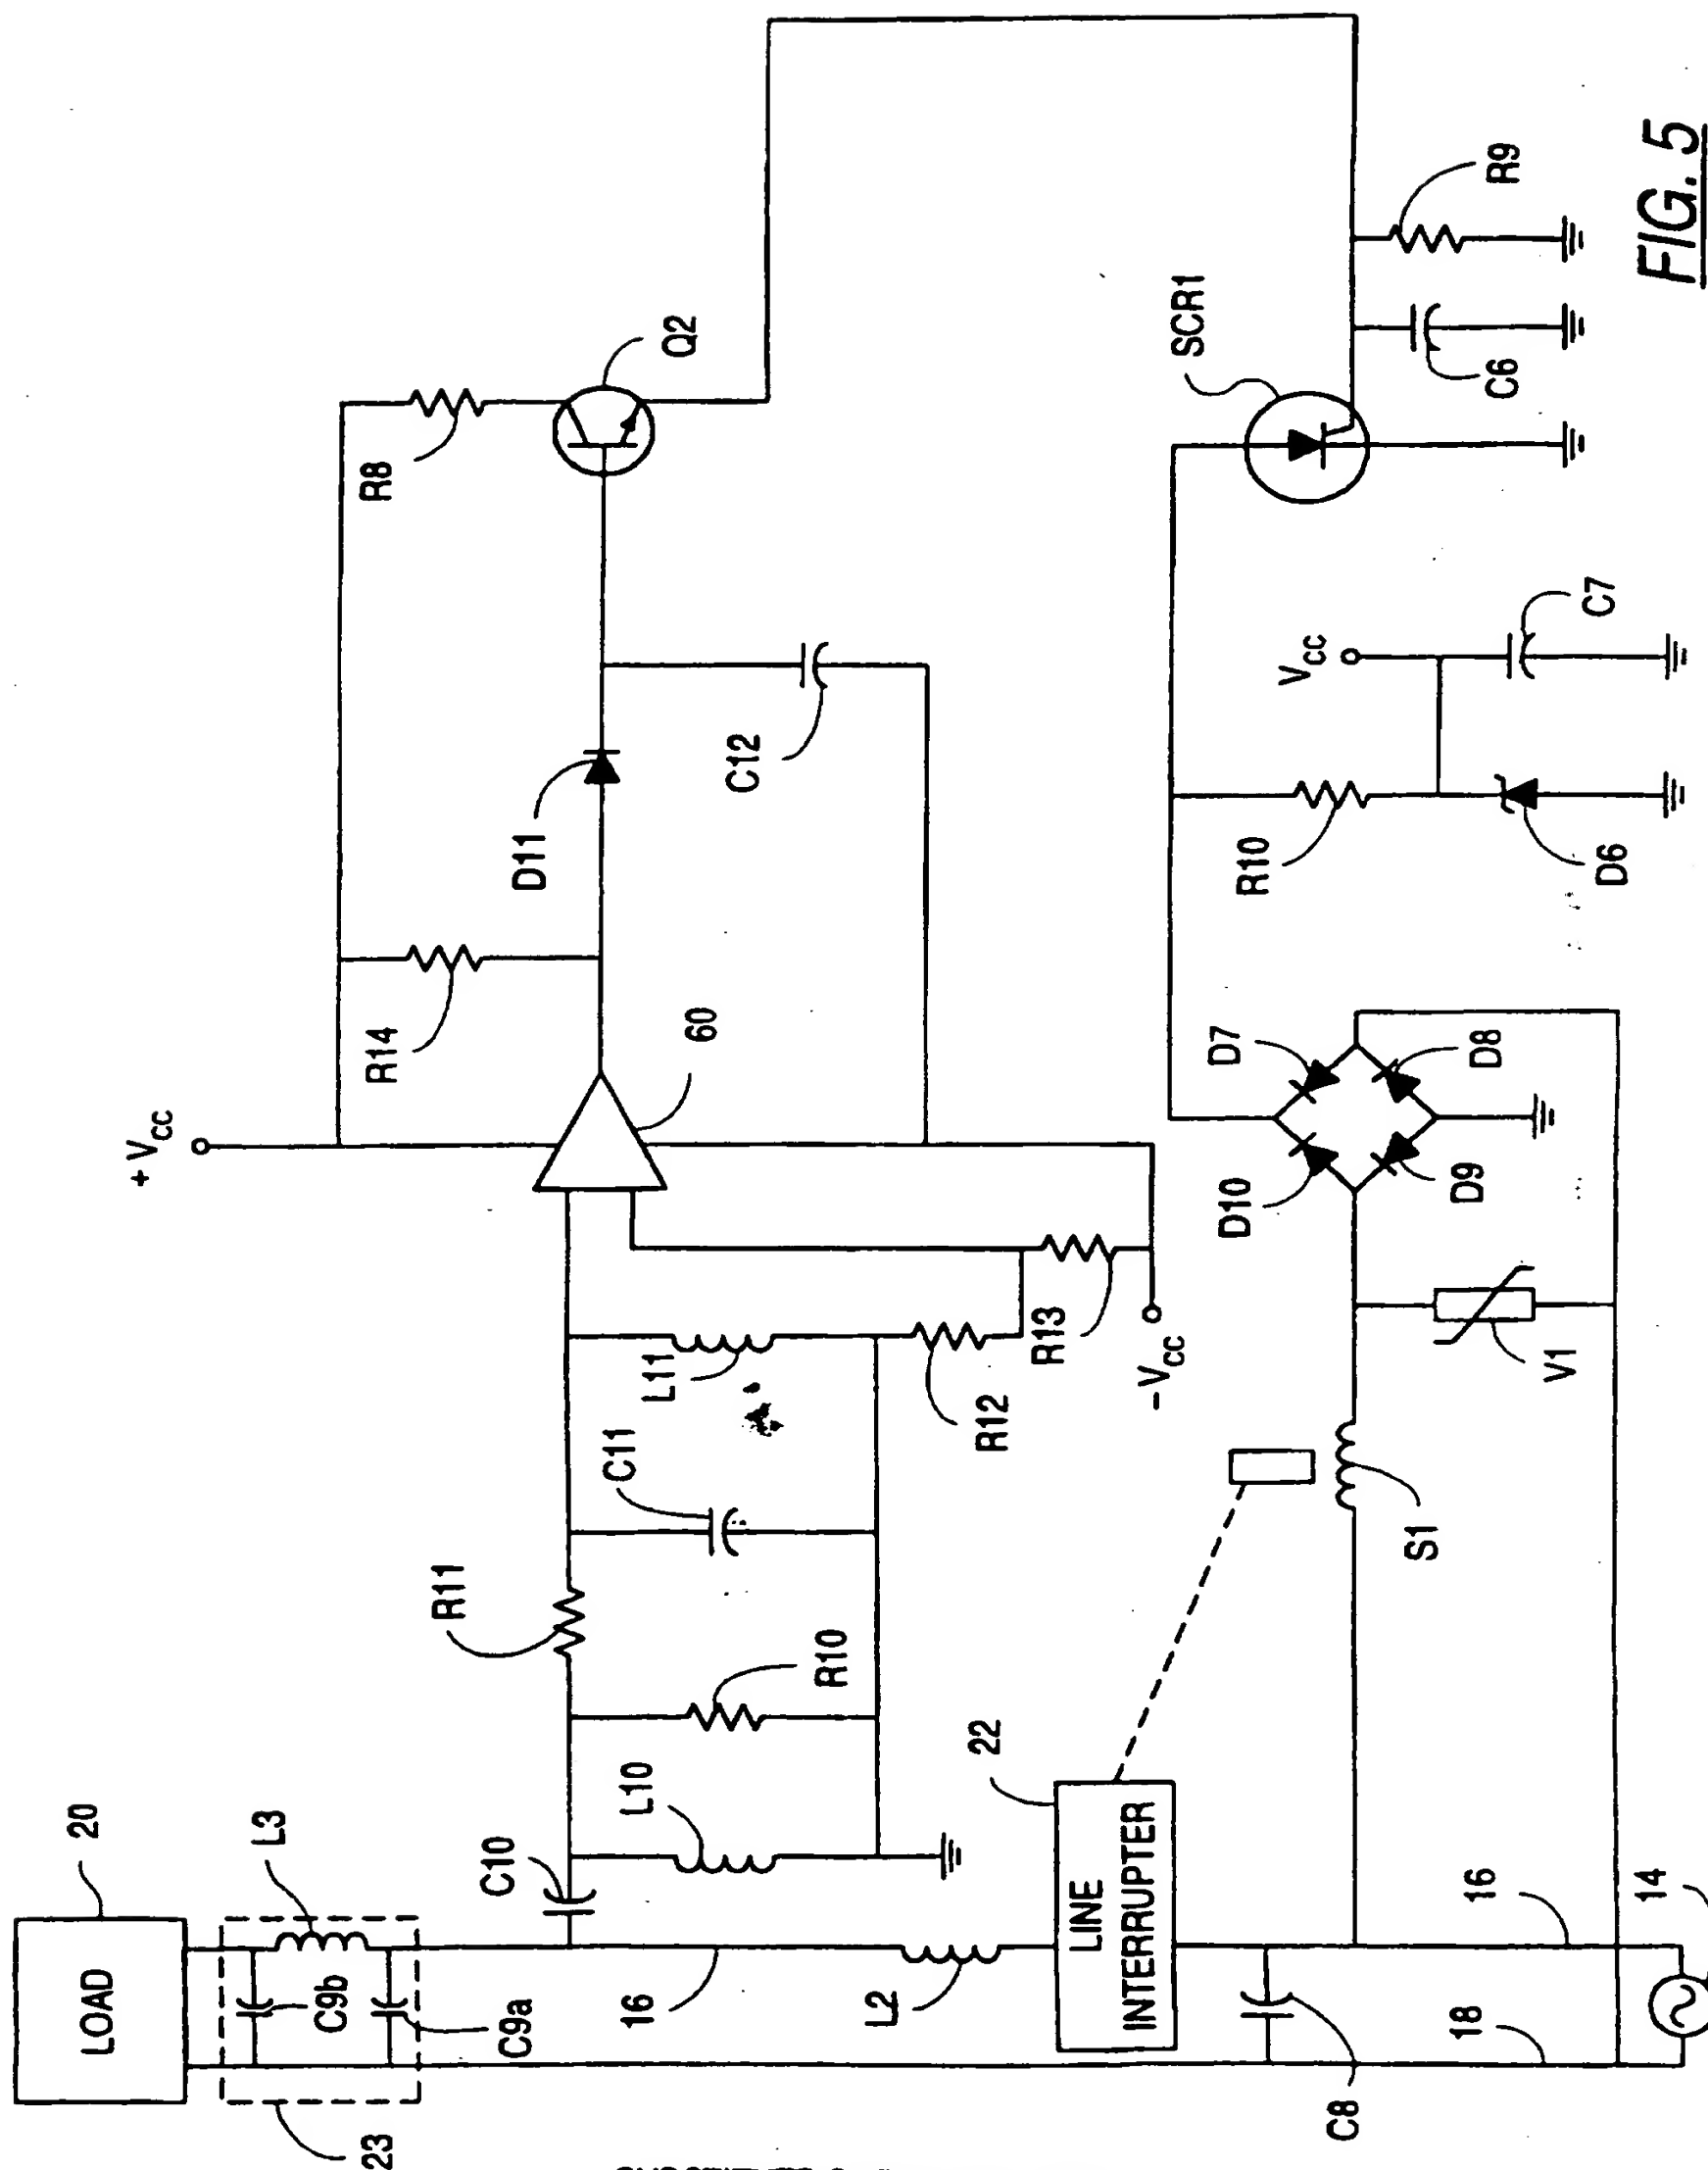 FIG. 5
+ VCC
R8
Q2
R14
D11
60
C12
20
LOAD
L3
C9b
C9a
23
C10
R11
L10
R10
C11
L11
R12
R13
-VCC
16
L2
22
LINE
INTERRUPTER
S1
V1
D10
D7
D9
D8
R10
VCC
D6
C7
SCR1
C6
R9
C8
18
16
14